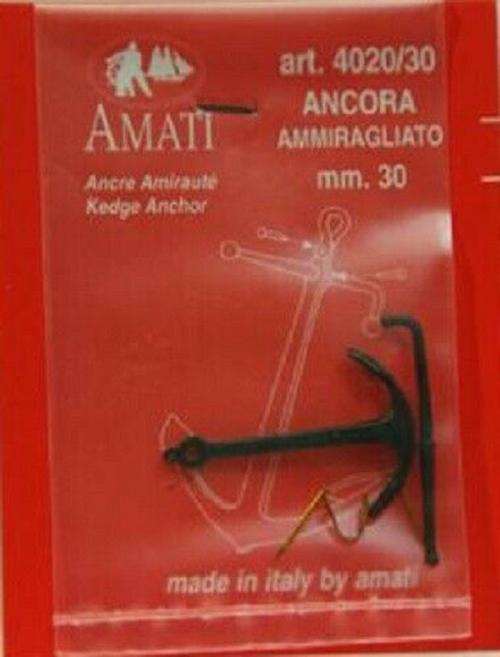 AMATI
art. 4020/30
ANCORA
AMMIRAGLIATO
mm. 30
Ancre Amirauté
Kedge Anchor
made in italy by amati